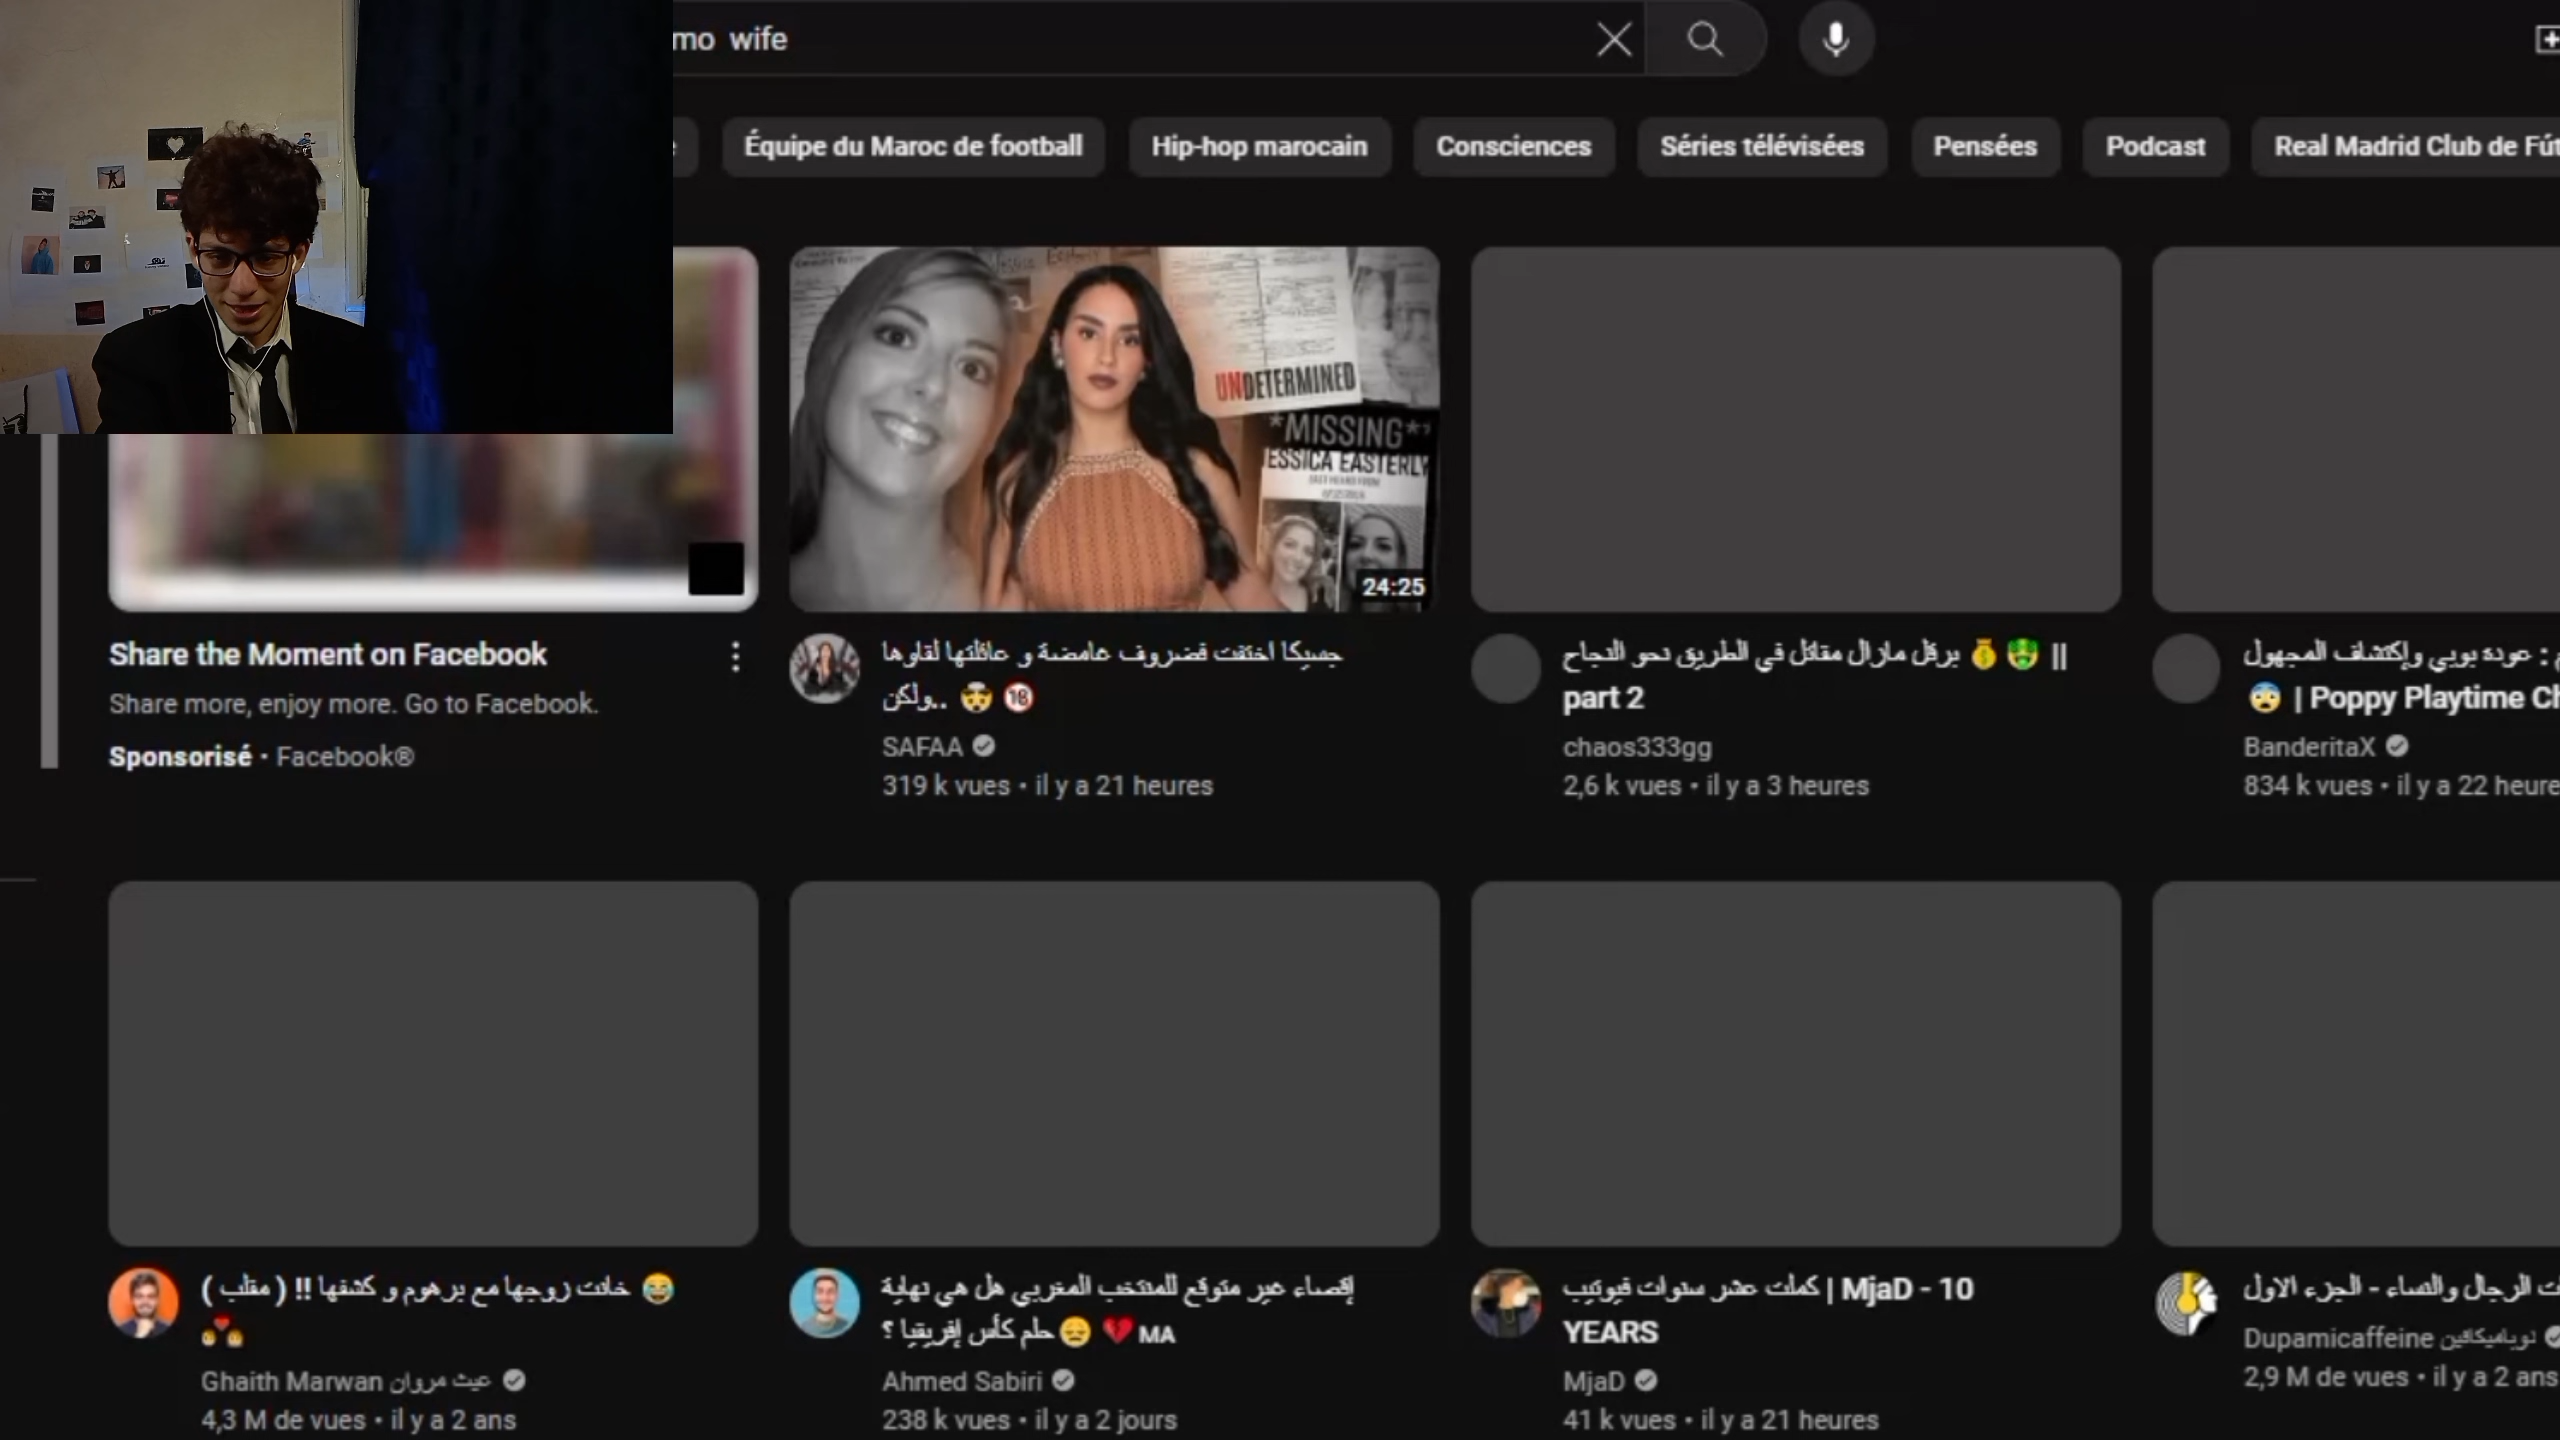 mo wife
Équipe du Maroc de football
Hip-hop marocain
Consciences
Séries télévisées
Pensées
Podcast
Real Madrid Club de Fút
UNDETERMINED
*MISSING*
ESSICA EASTERLY
24:25
Share the Moment on Facebook
Share more, enjoy more. Go to Facebook.
Sponsorisé • Facebook®
جسيكا اختفت فضروف غامضة و عائلتها لقاوها
ولكن.. 🤯 🔞
SAFAA
319 k vues • il y a 21 heures
برقل مازال مقاتل في الطريق نحو النجاح 💰🤑 ||
part 2
chaos333gg
2,6 k vues • il y a 3 heures
م : عودة بوبي وإكتشاف المجهول
😨 | Poppy Playtime Ch
BanderitaX
834 k vues • il y a 22 heure
خانت زوجها مع برهوم و كشفها !! ( مقلب ) 😂
💑
Ghaith Marwan غيث مروان
4,3 M de vues • il y a 2 ans
إقصاء غير متوقع للمنتخب المغربي هل هي نهاية
حلم كأس إفريقيا ؟ 😞 💔 MA
Ahmed Sabiri
238 k vues • il y a 2 jours
كملت عشر سنوات فيوتيب | MjaD - 10
YEARS
MjaD
41 k vues • il y a 21 heures
ت الرجال والنساء - الجزء الاول
Dupamicaffeine دوباميكافين
2,9 M de vues • il y a 2 ans